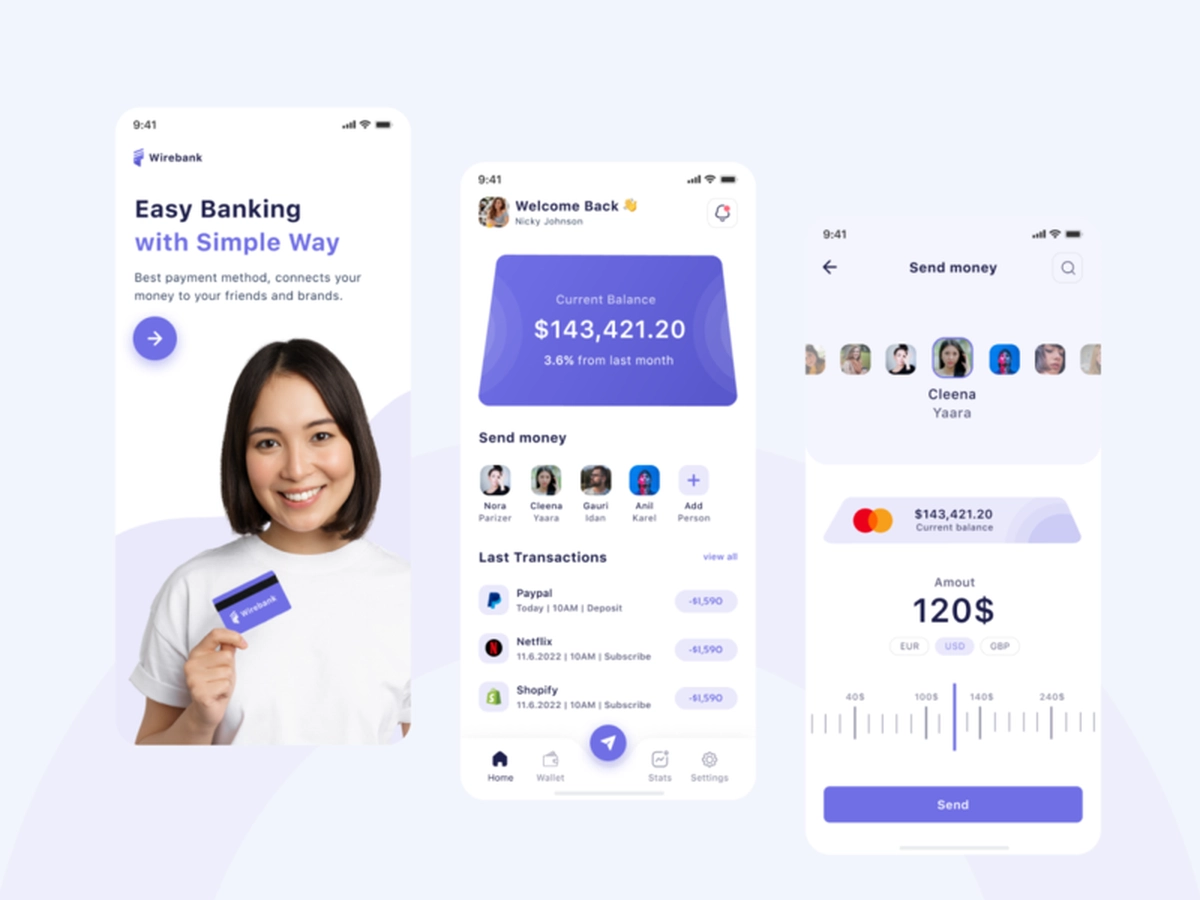 9:41
Wirebank
Easy Banking
with Simple Way
Best payment method, connects your
money to your friends and brands.
Wirebank
9:41
Welcome Back 👋
Nicky Johnson
Current Balance
$143,421.20
3.6% from last month
Send money
Nora Cleena Gauri Anil Add
Parizer Yaara Idan Karel Person
Last Transactions view all
Paypal
Today | 10AM | Deposit
-$1,590
Netflix
11.6.2022 | 10AM | Subscribe
-$1,590
Shopify
11.6.2022 | 10AM | Subscribe
-$1,590
Home Wallet Stats Settings
9:41
Send money
Cleena
Yaara
$143,421.20
Current balance
Amout
120$
EUR USD GBP
40$ 100$ 140$ 240$
Send